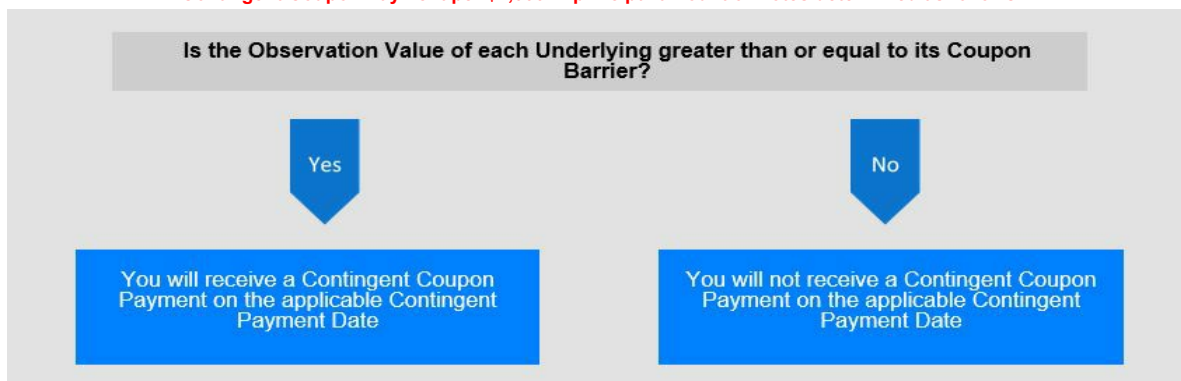 Is the Observation Value of each Underlying greater than or equal to its Coupon
Barrier?
Yes
No
You will receive a Contingent Coupon
Payment on the applicable Contingent
Payment Date
You will not receive a Contingent Coupon
Payment on the applicable Contingent
Payment Date